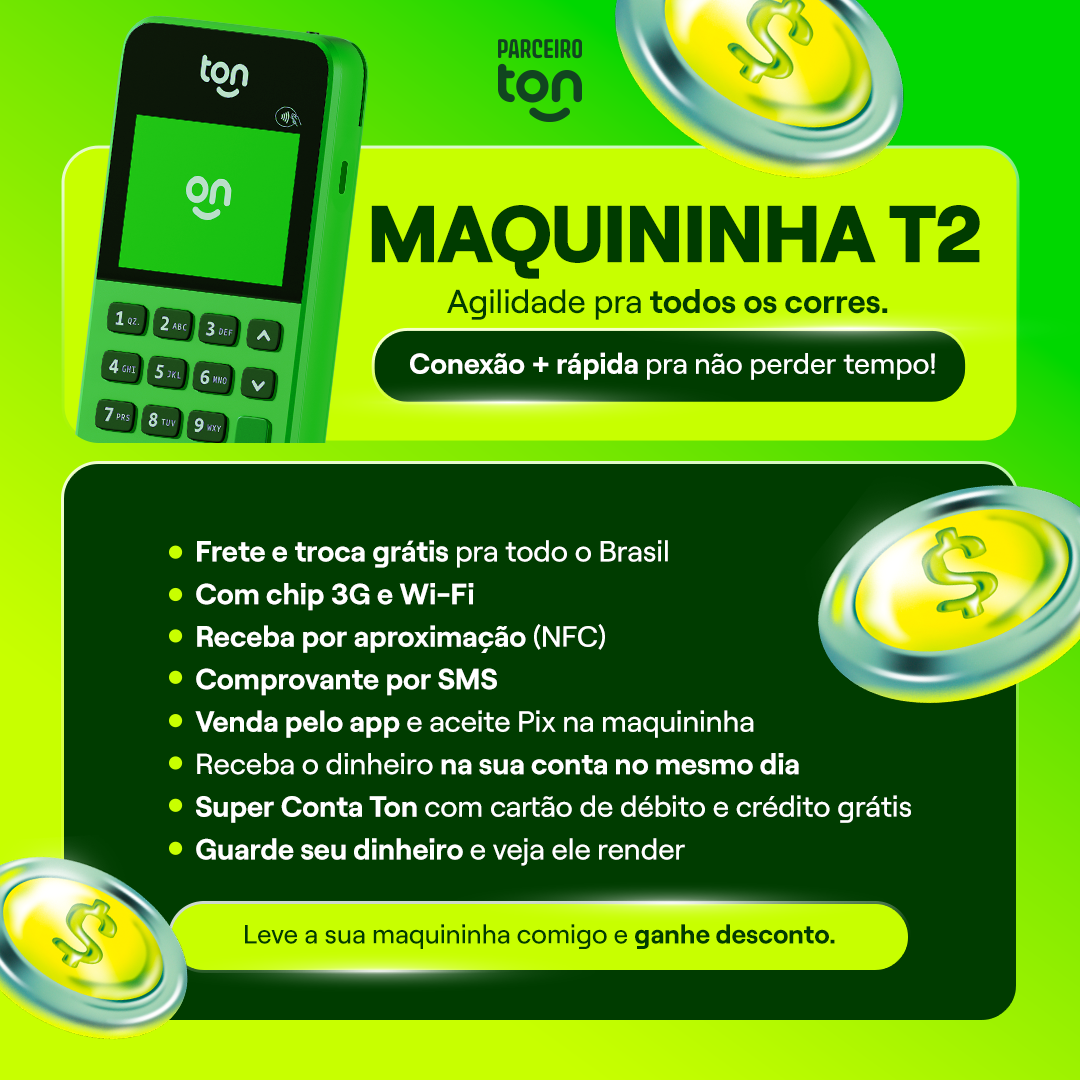 PARCEIRO
ton
ton
on
MAQUININHA T2
Agilidade pra todos os corres.
Conexão + rápida pra não perder tempo!
1 QZ. 2 ABC 3 DEF
4 GHI 5 JKL 6 MNO
7 PRS 8 TUV 9 WXY
Frete e troca grátis pra todo o Brasil
Com chip 3G e Wi-Fi
Receba por aproximação (NFC)
Comprovante por SMS
Venda pelo app e aceite Pix na maquininha
Receba o dinheiro na sua conta no mesmo dia
Super Conta Ton com cartão de débito e crédito grátis
Guarde seu dinheiro e veja ele render
Leve a sua maquininha comigo e ganhe desconto.